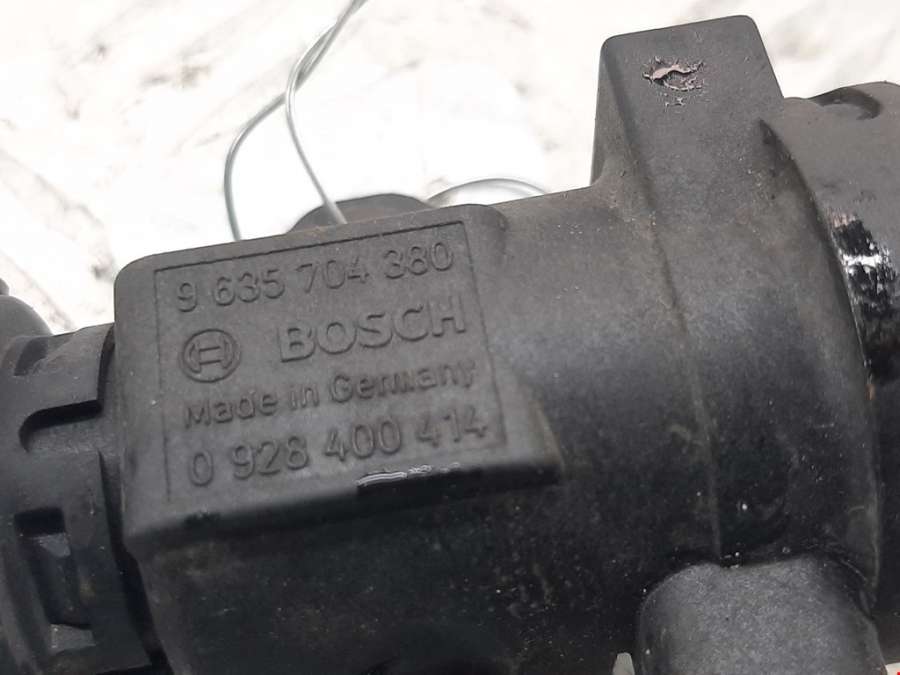 9 635 704 380
BOSCH
Made in Germany
0 928 400 414